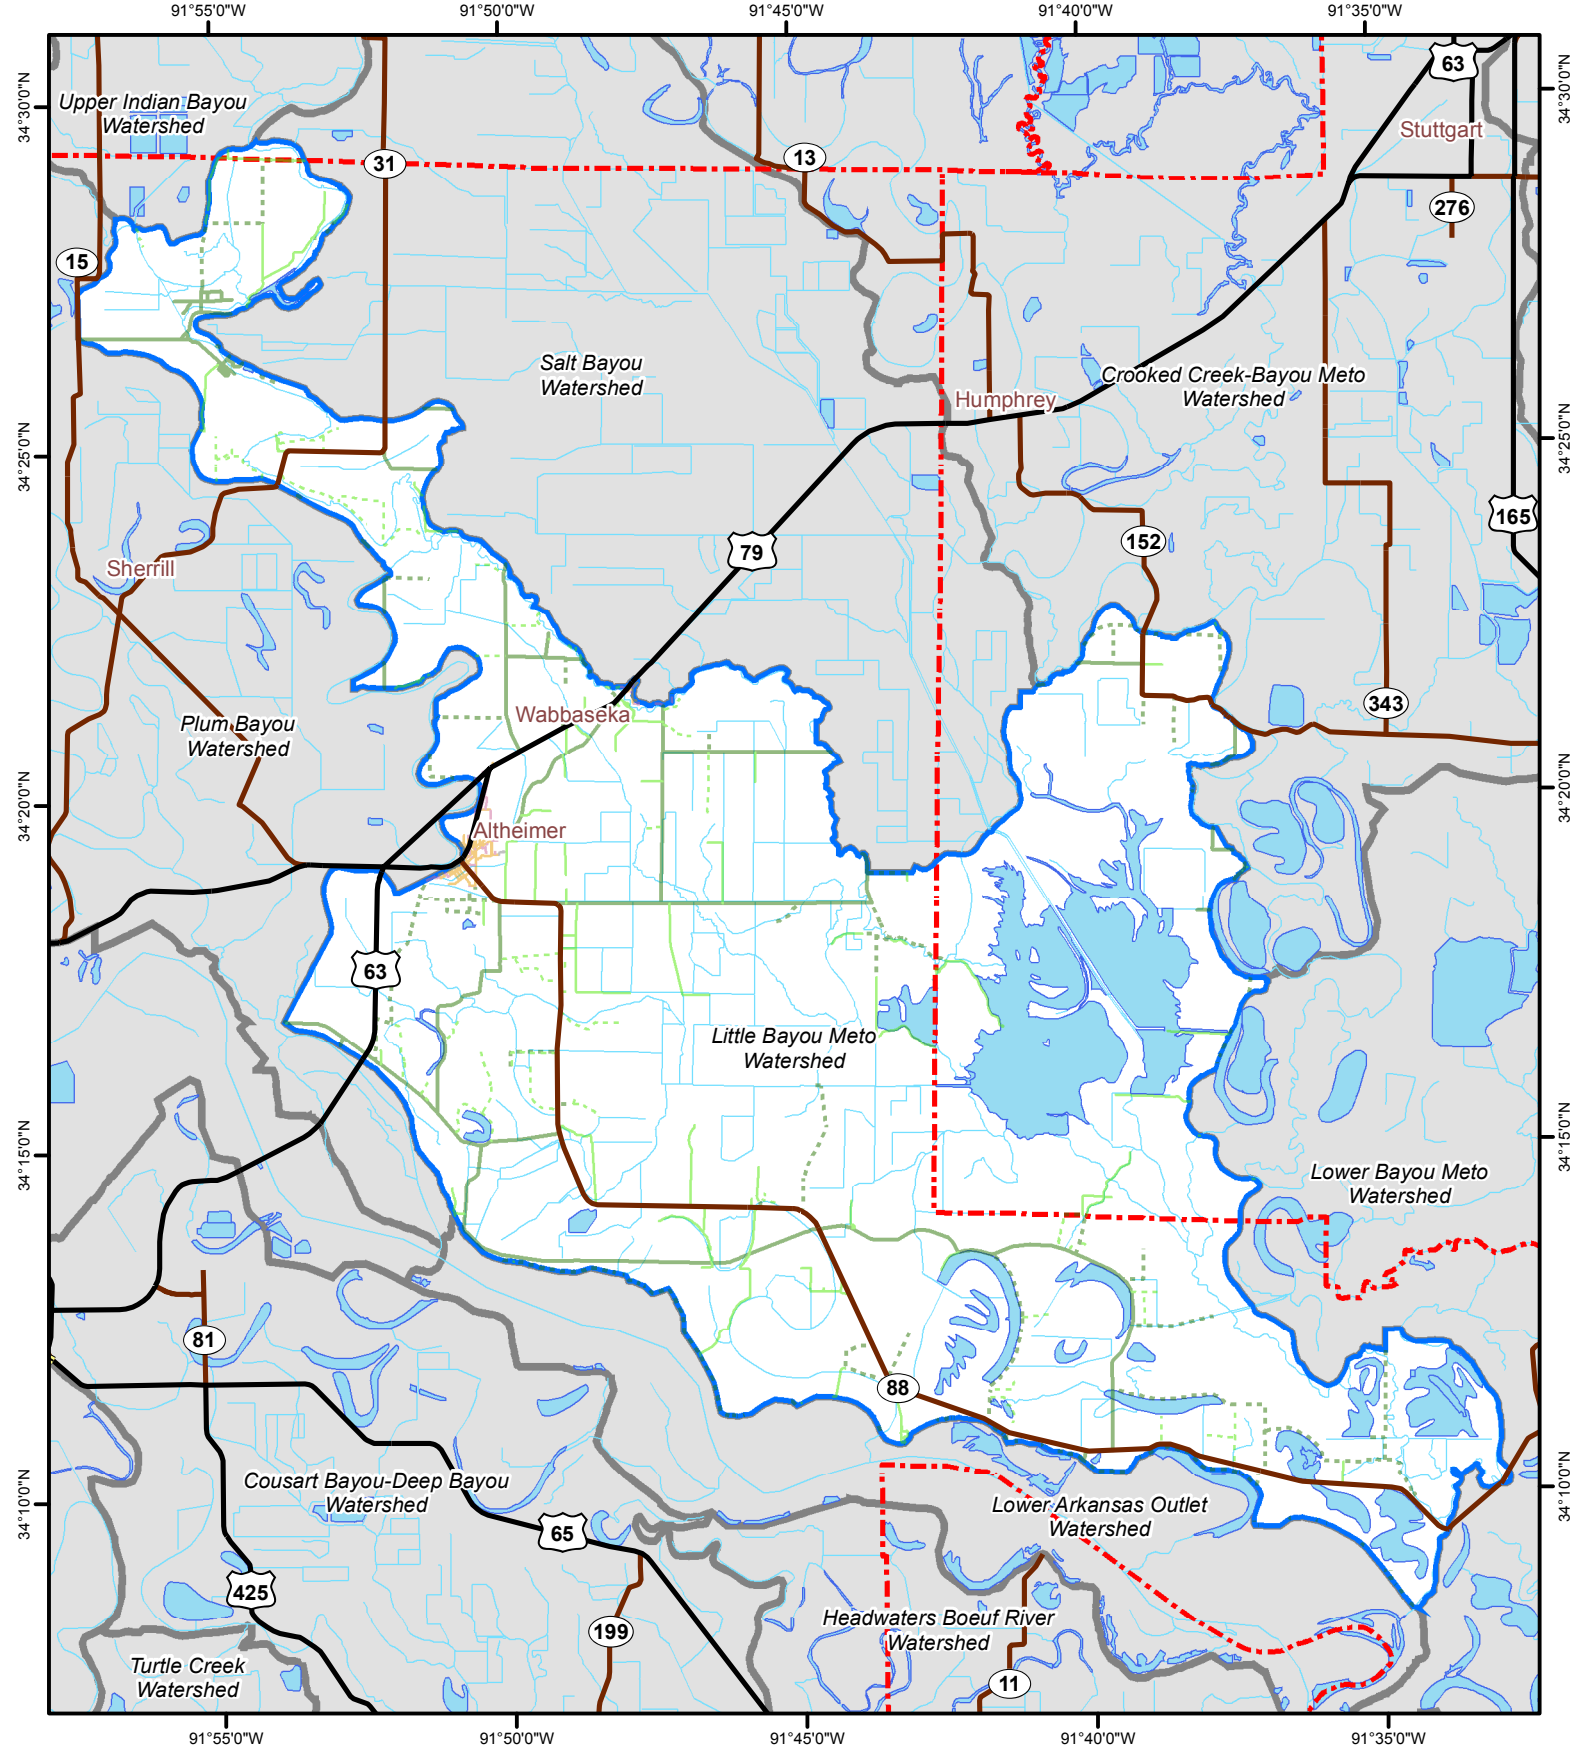 91°55'0"W
91°50'0"W
91°45'0"W
91°40'0"W
91°35'0"W
34°30'0"N
34°30'0"N
63
Upper Indian Bayou
Watershed
Stuttgart
31
13
276
15
Salt Bayou
Watershed
Crooked Creek-Bayou Meto
Watershed
Humphrey
34°25'0"N
34°25'0"N
165
79
152
Sherrill
343
Wabbaseka
Plum Bayou
Watershed
34°20'0"N
34°20'0"N
Altheimer
63
Little Bayou Meto
Watershed
34°15'0"N
34°15'0"N
Lower Bayou Meto
Watershed
81
88
Cousart Bayou-Deep Bayou
Watershed
34°10'0"N
34°10'0"N
Lower Arkansas Outlet
Watershed
65
425
Headwaters Boeuf River
Watershed
199
Turtle Creek
Watershed
11
91°55'0"W
91°50'0"W
91°45'0"W
91°40'0"W
91°35'0"W